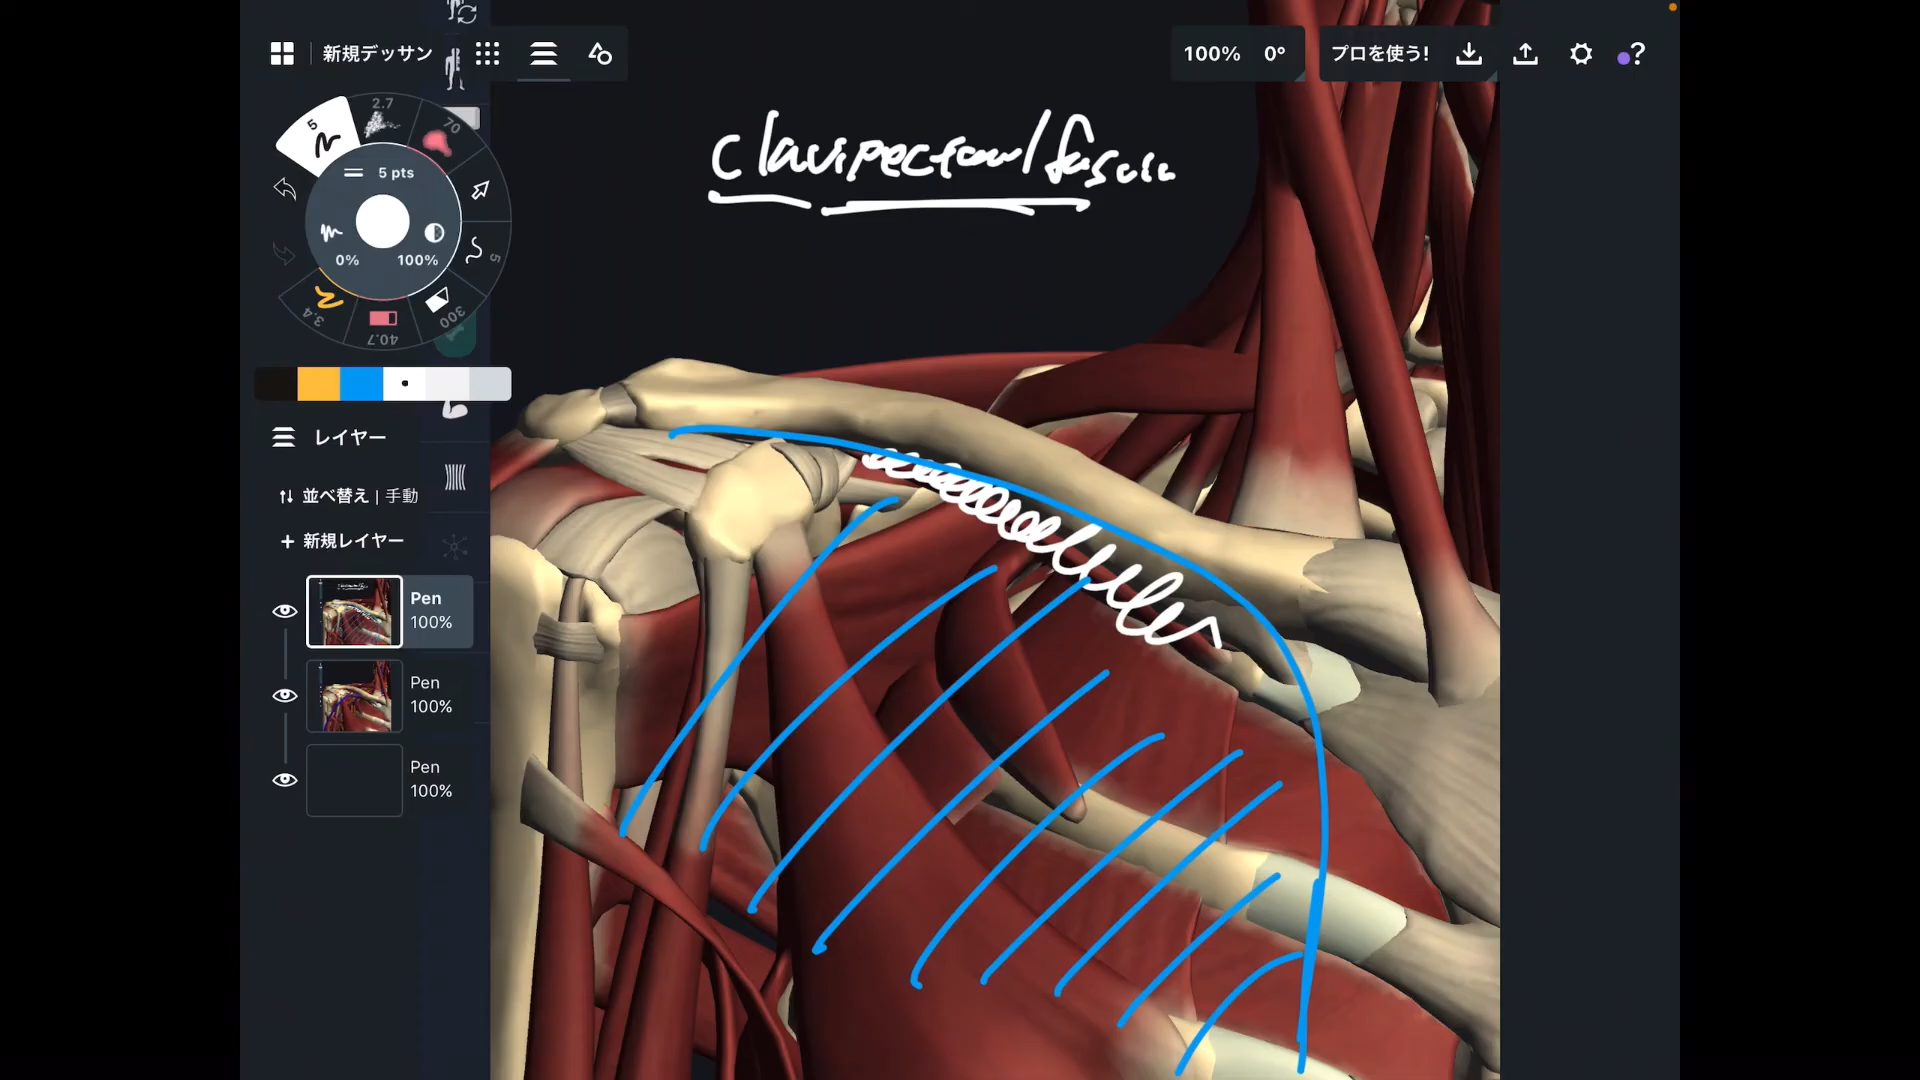 新規デッサン
100% 0°
プロを使う!
clavipectoral fascia
2.7
5
70
5 pts
5
0% 100%
3.4
40.7
300
レイヤー
並べ替え | 手動
+ 新規レイヤー
Pen
100%
Pen
100%
Pen
100%